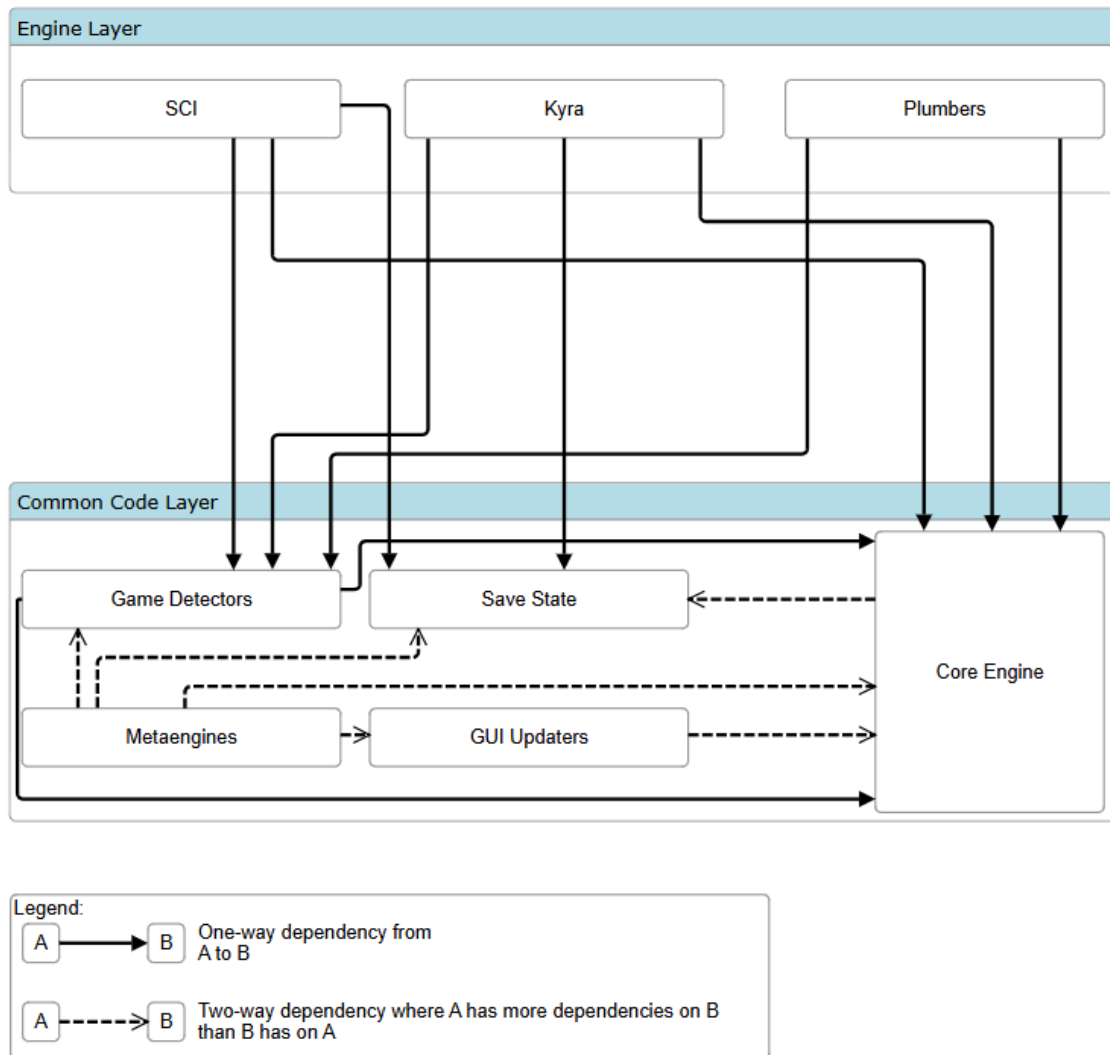 Engine Layer
SCI
Kyra
Plumbers
Common Code Layer
Game Detectors
Save State
Core Engine
Metaengines
GUI Updaters
Legend:
A
B
One-way dependency from
A to B
A
B
Two-way dependency where A has more dependencies on B
than B has on A